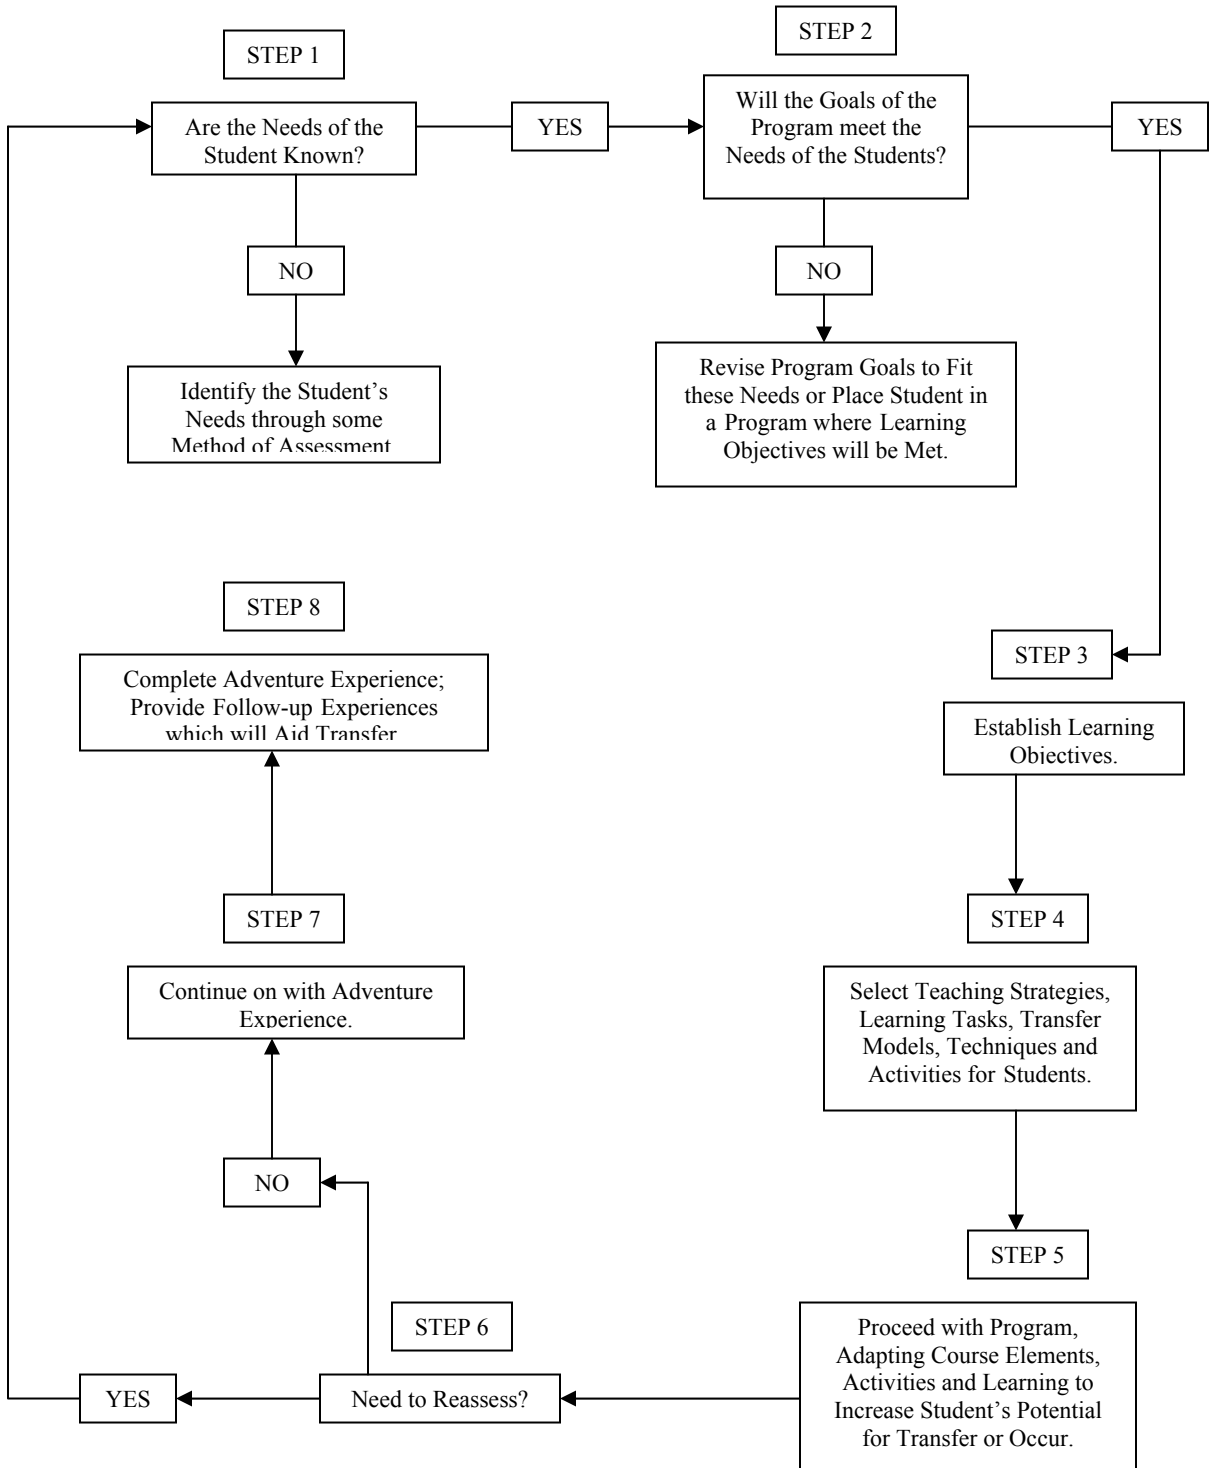 STEP 1
Are the Needs of the
Student Known?
YES
NO
Identify the Student's
Needs through some
Method of Assessment
STEP 2
Will the Goals of the
Program meet the
Needs of the Students?
YES
NO
Revise Program Goals to Fit
these Needs or Place Student in
a Program where Learning
Objectives will be Met.
STEP 3
Establish Learning
Objectives.
STEP 4
Select Teaching Strategies,
Learning Tasks, Transfer
Models, Techniques and
Activities for Students.
STEP 5
Proceed with Program,
Adapting Course Elements,
Activities and Learning to
Increase Student's Potential
for Transfer or Occur.
STEP 6
Need to Reassess?
YES
NO
STEP 7
Continue on with Adventure
Experience.
STEP 8
Complete Adventure Experience;
Provide Follow-up Experiences
which will Aid Transfer